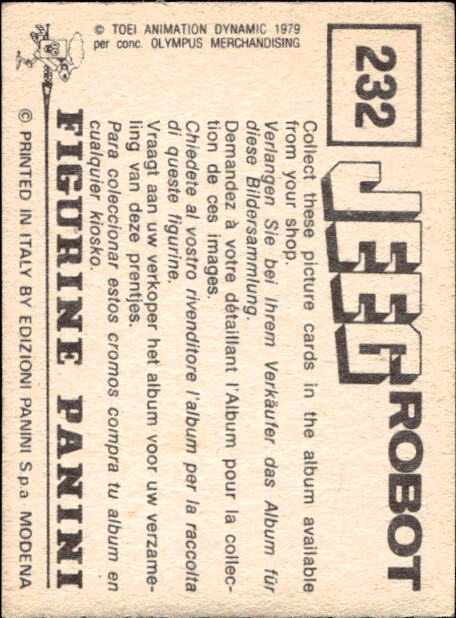 232
JEEG ROBOT
Collect these picture cards in the album available
from your shop.
Verlangen Sie bei Ihrem Verkäufer das Album für
diese Bildersammlung.
Demandez à votre détaillant l'Album pour la collec-
tion de ces images.
Chiedete al vostro rivenditore l'album per la raccolta
di queste figurine.
Vraagt aan uw verkoper het album voor uw verzame-
ling van deze prentjes.
Para coleccionar estos cromos compra tu album en
cualquier kiosko.
FIGURINE PANINI
© PRINTED IN ITALY BY EDIZIONI PANINI S.p.a MODENA
© TOEI ANIMATION DYNAMIC 1979
per conc. OLYMPUS MERCHANDISING